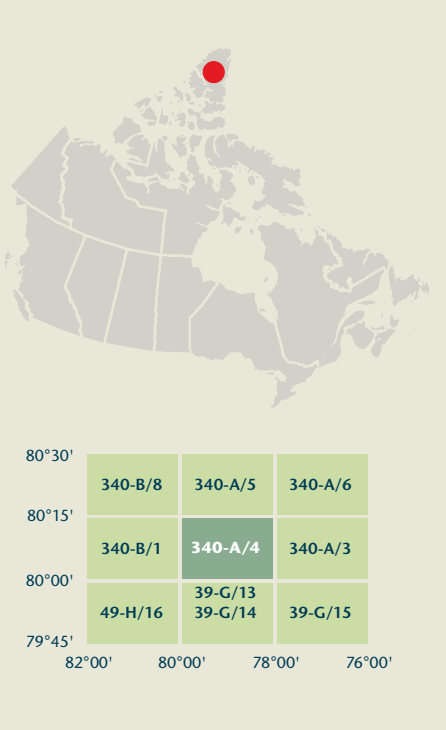 80°30'
340-B/8 340-A/5 340-A/6
80°15'
340-B/1 340-A/4 340-A/3
80°00'
39-G/13
49-H/16 39-G/14 39-G/15
79°45'
82°00' 80°00' 78°00' 76°00'